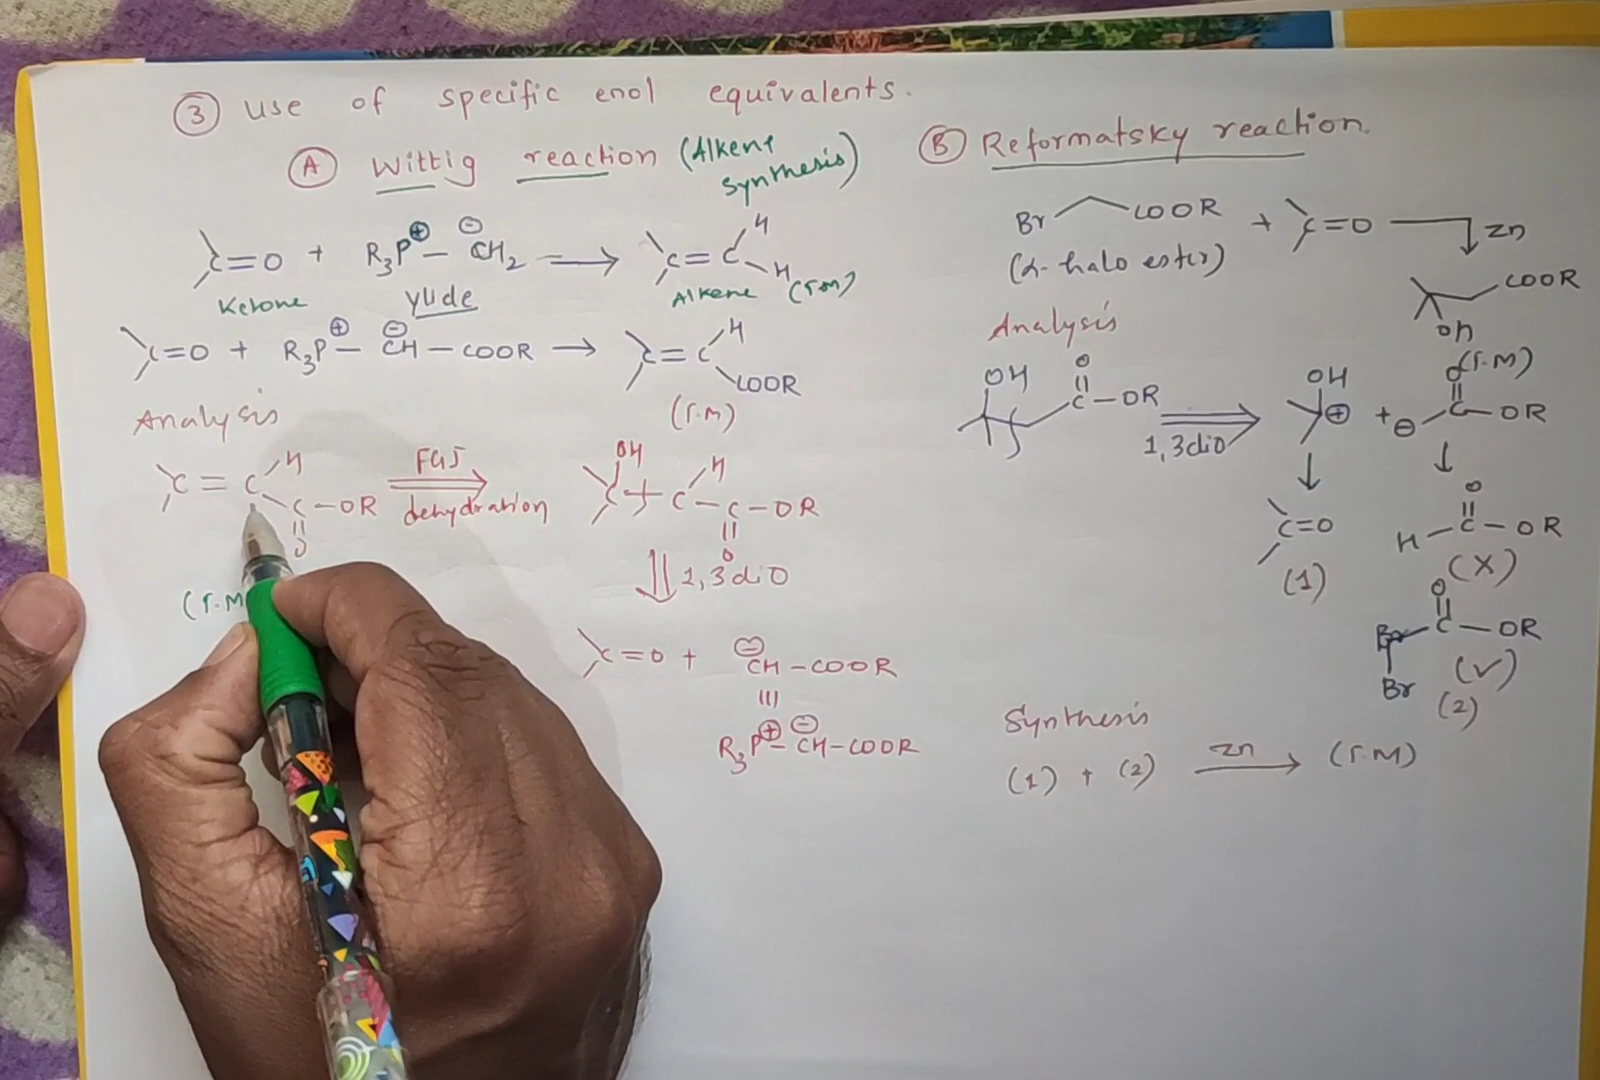 ③ Use of specific enol equivalents.
Ⓐ Wittig reaction (Alkene
synthesis)
C=O + R₃P⊕ – ⊖CH₂ → C=C H
H
Ketone ylide Alkene (T.M)
C=O + R₃P⊕ – ⊖CH – COOR → C=C H
COOR
(T.M)
Analysis
C = C H
C – OR
O
FGI
dehydration
OH
C + C H
C – OR
O
(T.M
1,3 diO
C=O + ⊖CH – COOR
R₃P⊕ – ⊖CH – COOR
Ⓑ Reformatsky reaction.
Br COOR + C=O Zn
(α-halo ester)
COOR
OH
(T.M)
Analysis
OH O
C – OR
1,3 diO
OH
⊕ + ⊖ C – OR
O
C=O
(1)
O
H – C – OR
(X)
O
C – OR
Br
(✓)
(2)
Synthesis
(1) + (2) Zn → (T.M)